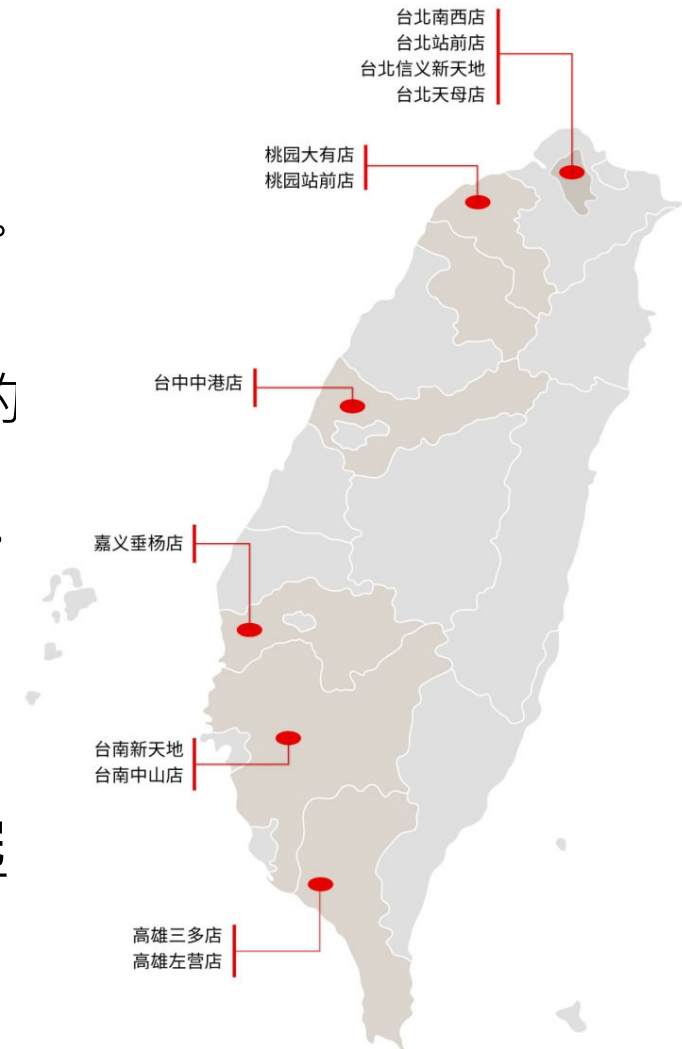 台北南西店
台北站前店
台北信义新天地
台北天母店
桃园大有店
桃园站前店
。
的
台中中港店
嘉义垂杨店
台南新天地
台南中山店
高雄三多店
高雄左营店